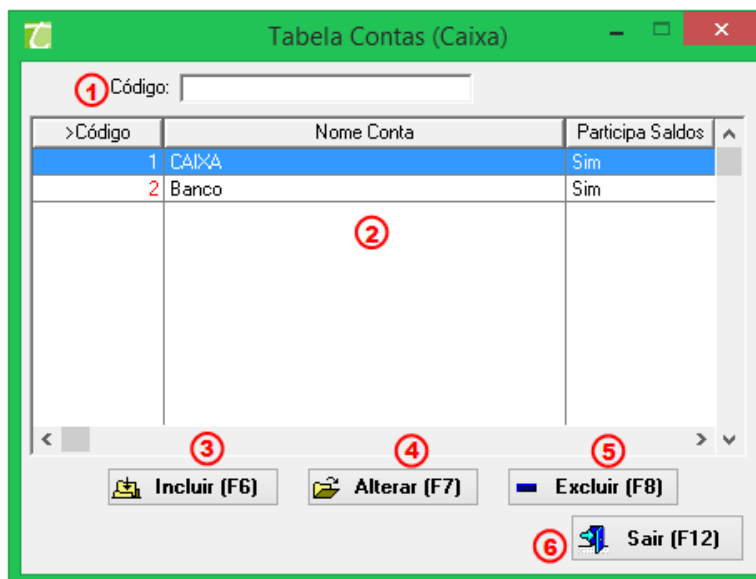 Tabela Contas (Caixa)
1 Código:
>Código Nome Conta Participa Saldos
1 CAIXA Sim
2 Banco Sim
2
3 4 5
Incluir (F6) Alterar (F7) Excluir (F8)
6 Sair (F12)